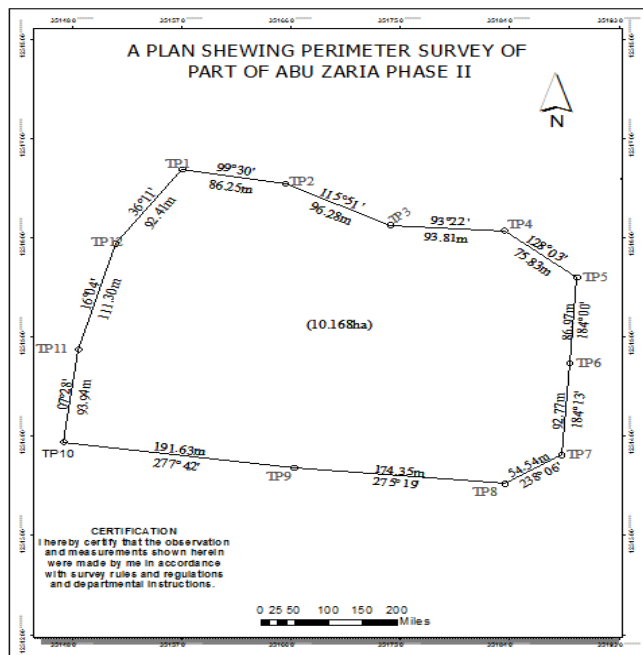 A PLAN SHEWING PERIMETER SURVEY OF
PART OF ABU ZARIA PHASE II
N
TP1
99°30'
86.25m
TP2
115°51'
96.28m
TP3
93°22'
93.81m
TP4
128°03'
75.83m
TP5
86.97m
184°00'
TP6
92.77m
184°13'
TP7
54.54m
238°06'
TP8
174.35m
275°19'
TP9
191.63m
277°42'
TP10
07°28'
93.94m
TP11
16°04'
111.30m
TP12
36°11'
92.41m
(10.168ha)
CERTIFICATION
I hereby certify that the observation
and measurements shown herein
were made by me in accordance
with survey rules and regulations
and departmental instructions.
0 25 50 100 150 200
Miles